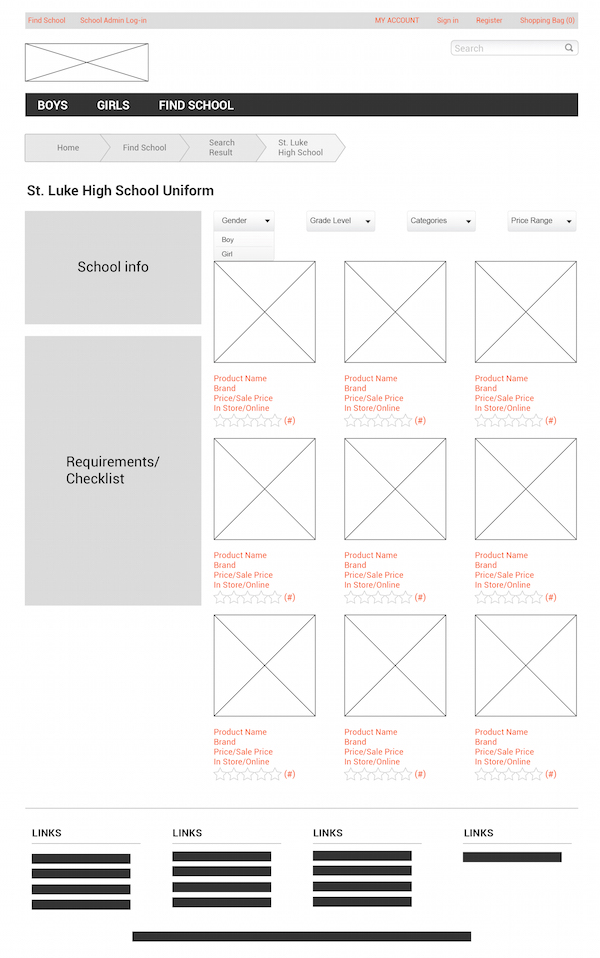 Find School School Admin Log-in MY ACCOUNT Sign in Register Shopping Bag (0)
Search
BOYS GIRLS FIND SCHOOL
Home Find School Search Result St. Luke High School
St. Luke High School Uniform
School info
Requirements/
Checklist
Gender Grade Level Categories Price Range
Boy
Girl
Product Name Product Name Product Name
Brand Brand Brand
Price/Sale Price Price/Sale Price Price/Sale Price
In Store/Online In Store/Online In Store/Online
(#) (#) (#)
Product Name Product Name Product Name
Brand Brand Brand
Price/Sale Price Price/Sale Price Price/Sale Price
In Store/Online In Store/Online In Store/Online
(#) (#) (#)
Product Name Product Name Product Name
Brand Brand Brand
Price/Sale Price Price/Sale Price Price/Sale Price
In Store/Online In Store/Online In Store/Online
(#) (#) (#)
LINKS LINKS LINKS LINKS